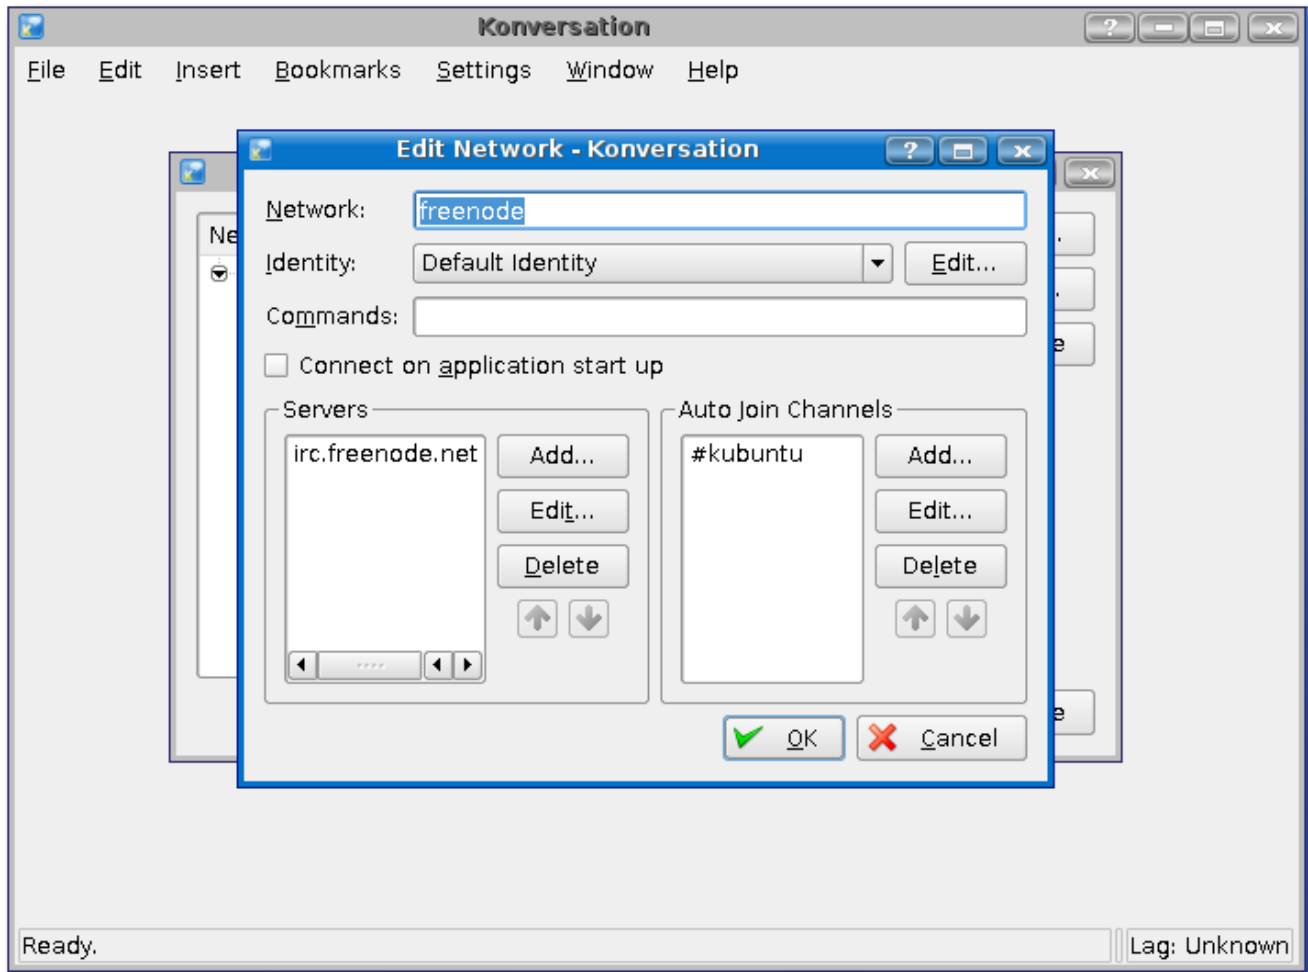 Konversation
File Edit Insert Bookmarks Settings Window Help
Edit Network - Konversation
Network: freenode
Identity: Default Identity Edit...
Commands:
Connect on application start up
Servers Auto Join Channels
irc.freenode.net Add... #kubuntu Add...
Edit... Edit...
Delete Delete
OK Cancel
Ready. Lag: Unknown